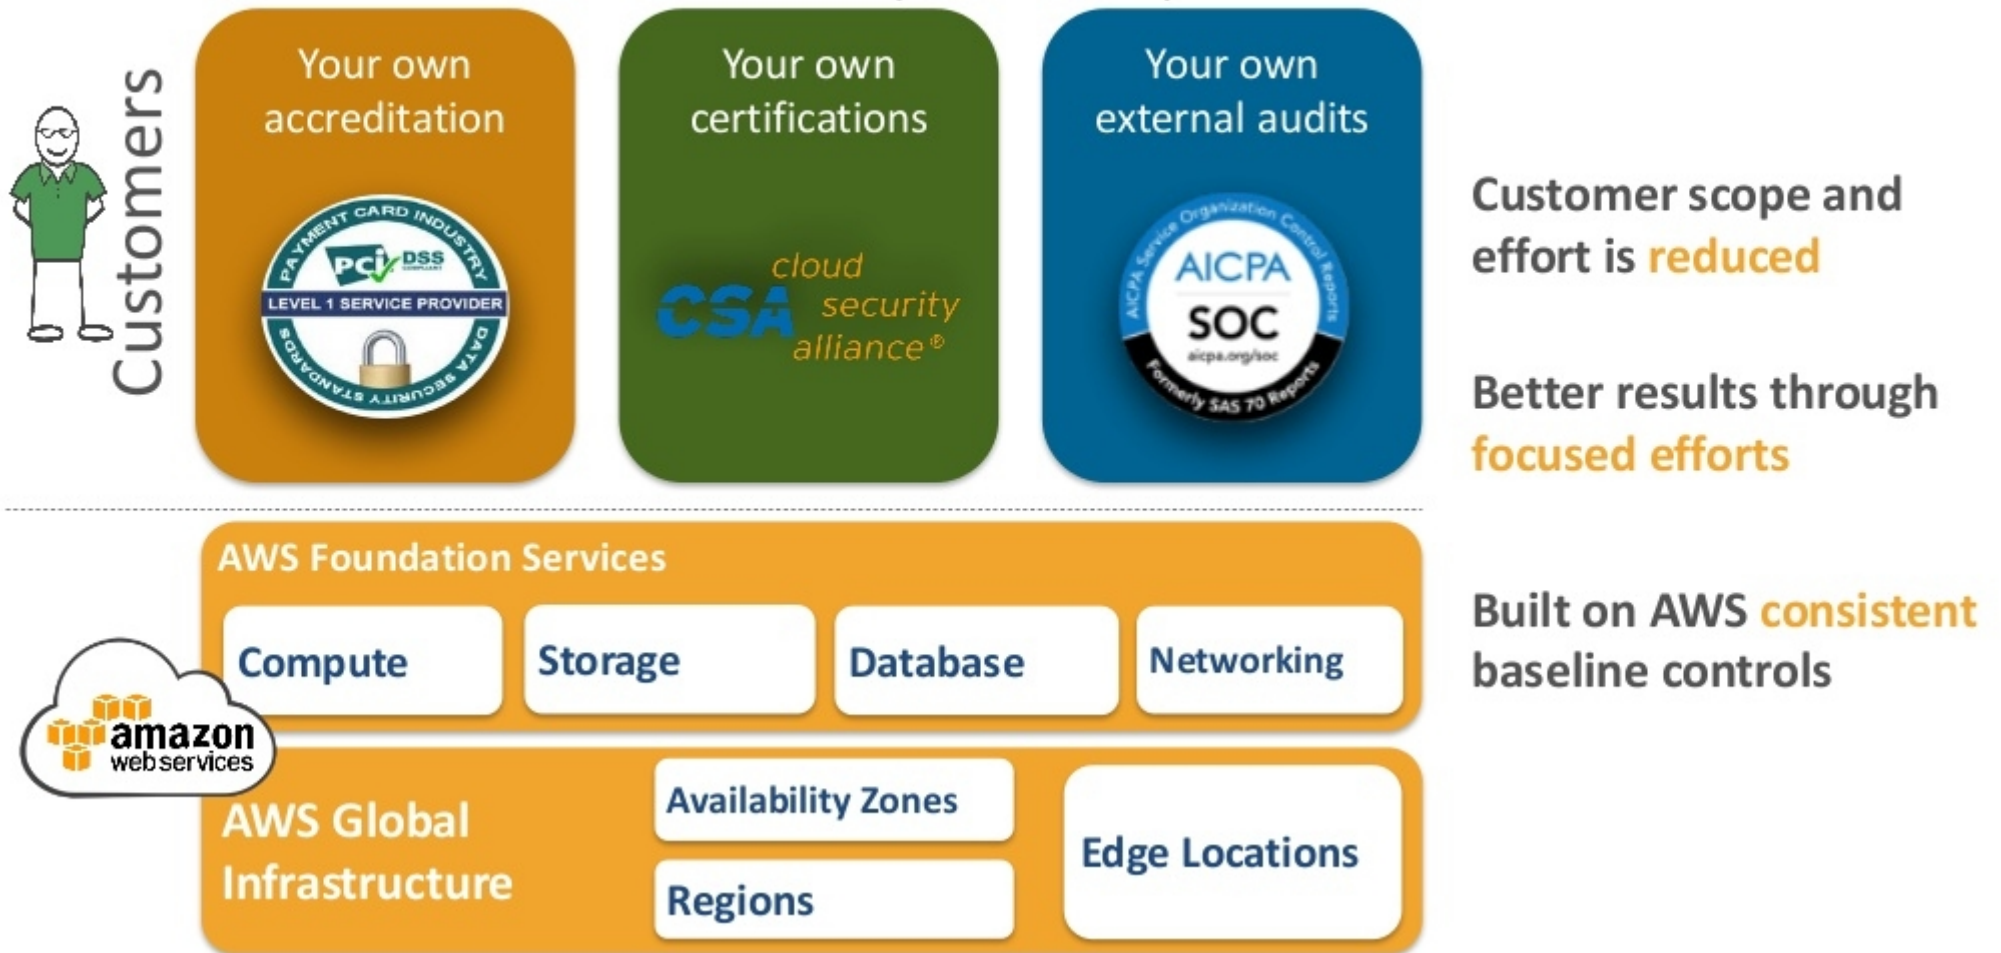 Customers
Your own
accreditation
PAYMENT CARD INDUSTRY
PCI DSS
COMPLIANT
LEVEL 1 SERVICE PROVIDER
DATA SECURITY STANDARDS
Your own
certifications
CSA
cloud
security
alliance®
Your own
external audits
AICPA Service Organization Control Reports
AICPA
SOC
aicpa.org/soc
Formerly SAS 70 Reports
Customer scope and
effort is reduced
Better results through
focused efforts
AWS Foundation Services
Compute
Storage
Database
Networking
Built on AWS consistent
baseline controls
amazon
webservices
AWS Global
Infrastructure
Availability Zones
Regions
Edge Locations